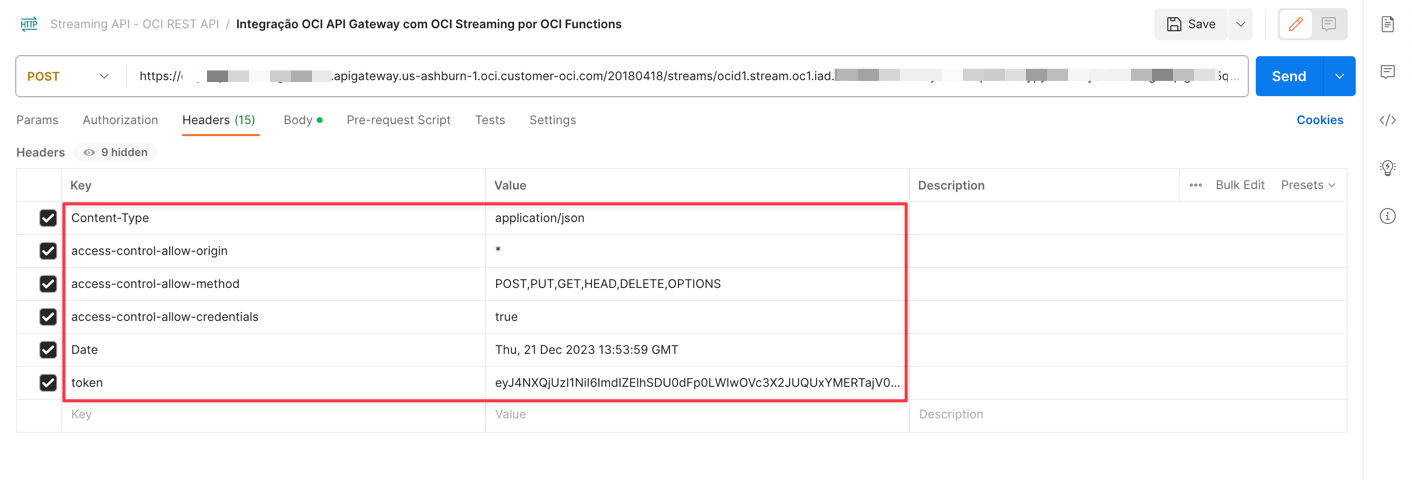 HTTP Streaming API - OCI REST API / Integração OCI API Gateway com OCI Streaming por OCI Functions Save
POST https:// .apigateway.us-ashburn-1.oci.customer-oci.com/20180418/streams/ocid1.stream.oc1.iad. Send
Params Authorization Headers (15) Body Pre-request Script Tests Settings Cookies
Headers 9 hidden
Key Value Description ••• Bulk Edit Presets
Content-Type application/json
access-control-allow-origin *
access-control-allow-method POST,PUT,GET,HEAD,DELETE,OPTIONS
access-control-allow-credentials true
Date Thu, 21 Dec 2023 13:53:59 GMT
token
Key Value Description